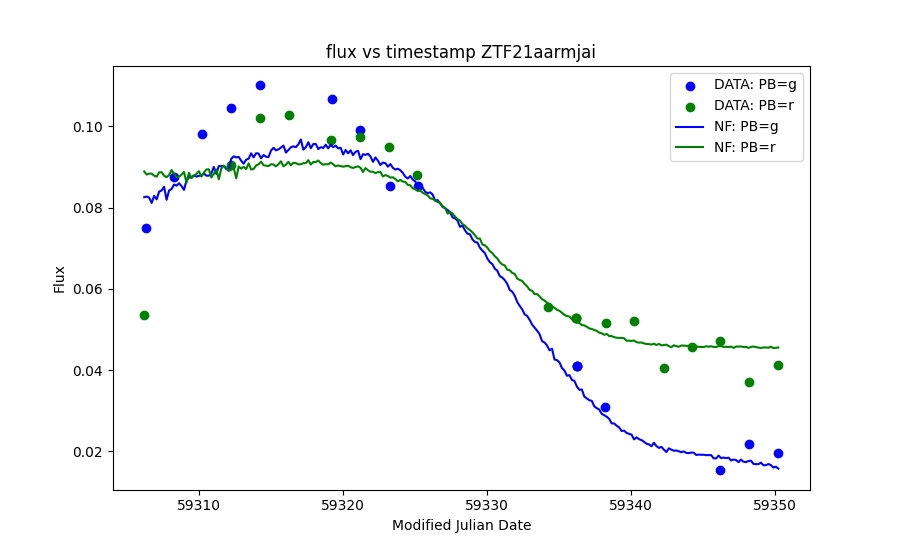 flux vs timestamp ZTF21aarmjai
DATA: PB=g
DATA: PB=r
NF: PB=g
NF: PB=r
Flux
0.10
0.08
0.06
0.04
0.02
59310
59320
59330
59340
59350
Modified Julian Date